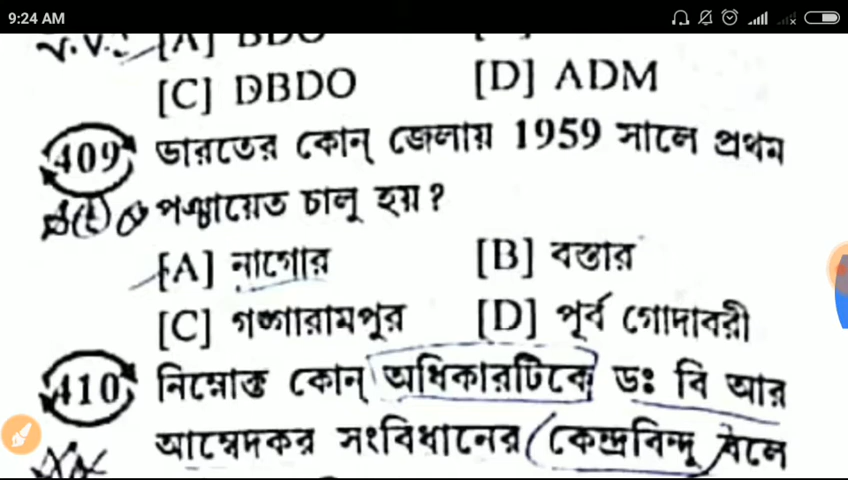 9:24 AM
[A] BDO
[C] DBDO [D] ADM
409 ভারতের কোন্ জেলায় 1959 সালে প্রথম
পঞ্চায়েত চালু হয়?
[A] নাগোর [B] বস্তার
[C] গঙ্গারামপুর [D] পূর্ব গোদাবরী
410 নিম্নোক্ত কোন্ অধিকারটিকে ডঃ বি আর
আম্বেদকর সংবিধানের কেন্দ্রবিন্দু বলে